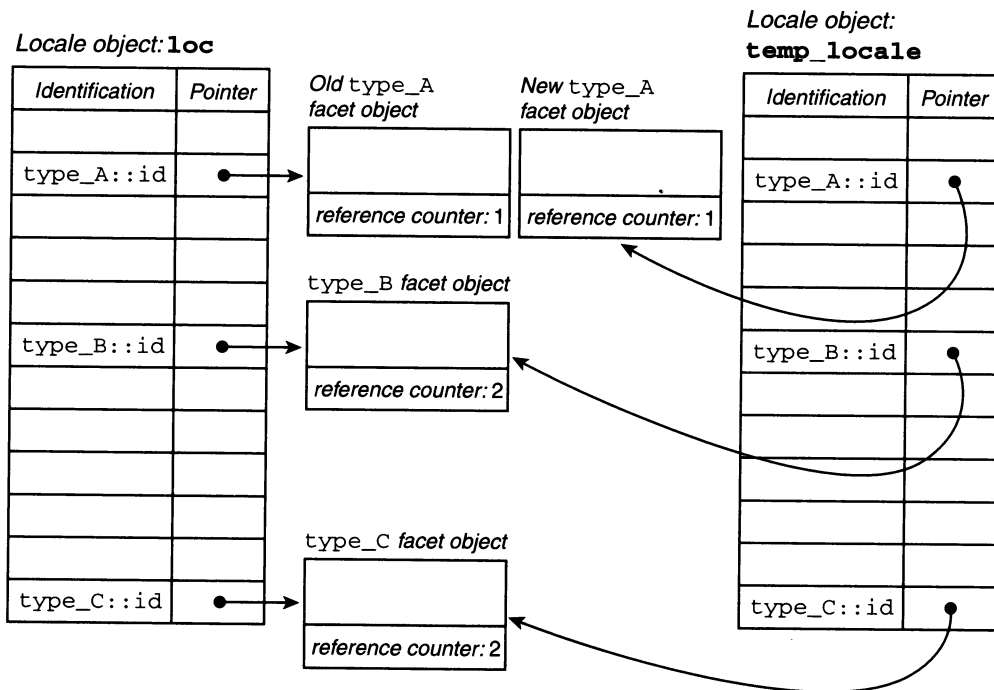 Locale object: loc
Identification Pointer
type_A::id
type_B::id
type_C::id
Old type_A
facet object
reference counter: 1
New type_A
facet object
reference counter: 1
type_B facet object
reference counter: 2
type_C facet object
reference counter: 2
Locale object:
temp_locale
Identification Pointer
type_A::id
type_B::id
type_C::id